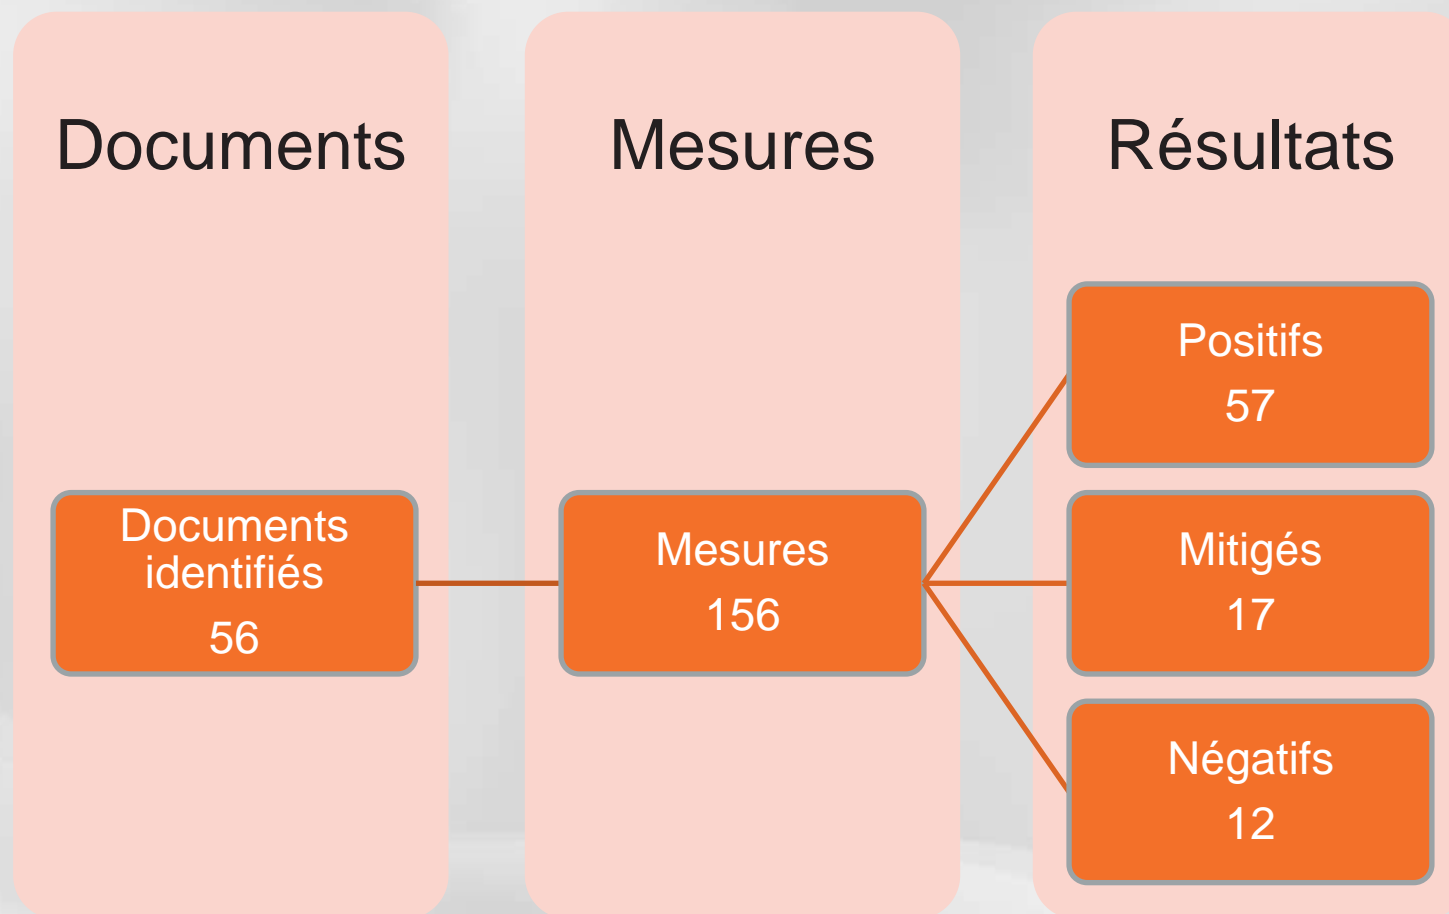 Documents
Mesures
Résultats
Documents
identifiés
56
Mesures
156
Positifs
57
Mitigés
17
Négatifs
12